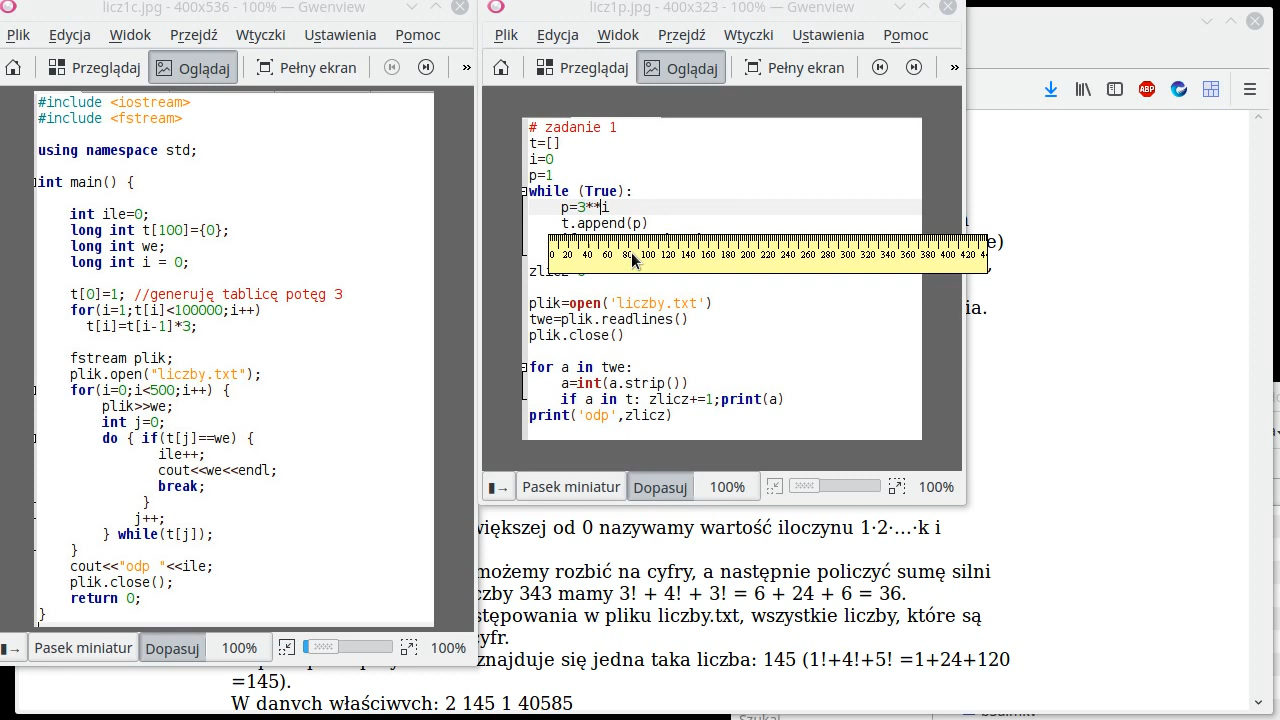 licz1c.jpg - 400x536 - 100% — Gwenview
Plik Edycja Widok Przejdź Wtyczki Ustawienia Pomoc
Przeglądaj Oglądaj Pełny ekran »
#include <iostream>
#include <fstream>
using namespace std;
int main() {
int ile=0;
long int t[100]={0};
long int we;
long int i = 0;
t[0]=1; //generuję tablicę potęg 3
for(i=1;t[i]<100000;i++)
t[i]=t[i-1]*3;
fstream plik;
plik.open("liczby.txt");
for(i=0;i<500;i++) {
plik>>we;
int j=0;
do { if(t[j]==we) {
ile++;
cout<<we<<endl;
break;
}
j++;
} while(t[j]);
}
cout<<"odp "<<ile;
plik.close();
return 0;
}
Pasek miniatur Dopasuj 100% 100%
licz1p.jpg - 400x323 - 100% — Gwenview
Plik Edycja Widok Przejdź Wtyczki Ustawienia Pomoc
Przeglądaj Oglądaj Pełny ekran »
# zadanie 1
t=[]
i=0
p=1
while (True):
p=3**i
t.append(p)
0 20 40 60 80 100 120 140 160 180 200 220 240 260 280 300 320 340 360 380 400 420
plik=open('liczby.txt')
twe=plik.readlines()
plik.close()
for a in twe:
a=int(a.strip())
if a in t: zlicz+=1;print(a)
print('odp',zlicz)
Pasek miniatur Dopasuj 100% 100%
ABP
e)
ia.
większej od 0 nazywamy wartość iloczynu 1·2·...·k i
możemy rozbić na cyfry, a następnie policzyć sumę silni
czby 343 mamy 3! + 4! + 3! = 6 + 24 + 6 = 36.
stępowania w pliku liczby.txt, wszystkie liczby, które są
cyfr.
znajduje się jedna taka liczba: 145 (1!+4!+5! =1+24+120
=145).
W danych właściwych: 2 145 1 40585